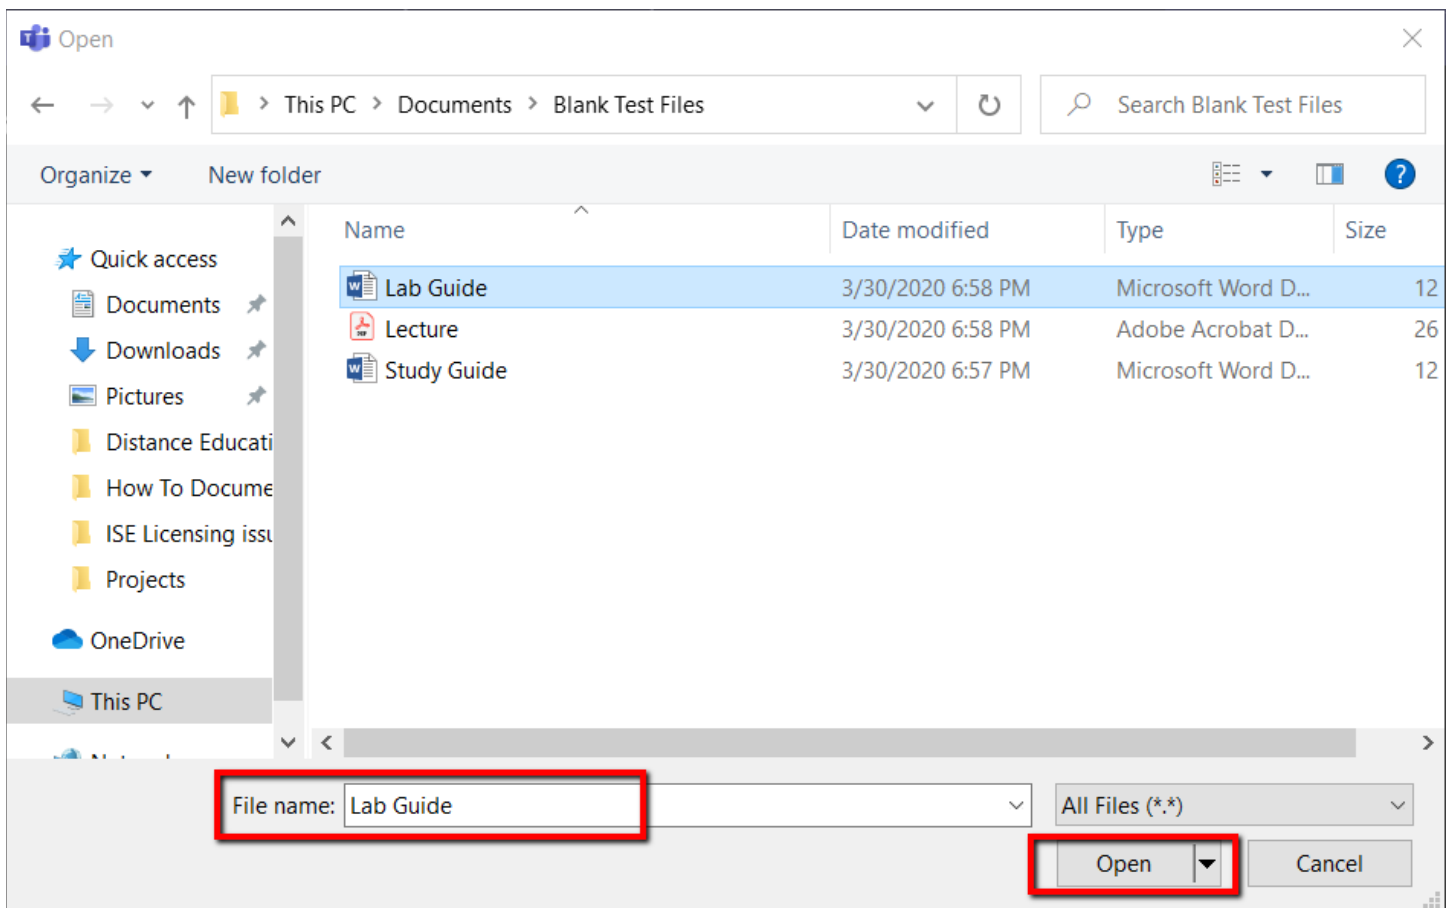 Open
This PC > Documents > Blank Test Files
Search Blank Test Files
Organize
New folder
Name Date modified Type Size
Quick access
Documents
Downloads
Pictures
Distance Educati
How To Docume
ISE Licensing issu
Projects
OneDrive
This PC
Lab Guide 3/30/2020 6:58 PM Microsoft Word D... 12
Lecture 3/30/2020 6:58 PM Adobe Acrobat D... 26
Study Guide 3/30/2020 6:57 PM Microsoft Word D... 12
File name: Lab Guide
All Files (*.*)
Open
Cancel